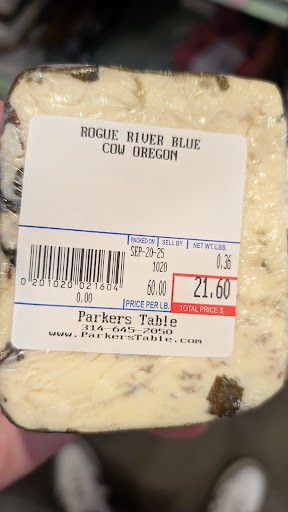 ROGUE RIVER BLUE
COW OREGON
PACKED ON SELL BY NET WT./LBS.
SEP-20-25 0.36
1020
0 201020 021604 60.00 21.60
0.00 PRICE PER LB. TOTAL PRICE $
Parkers Table
314-645-2050
www.ParkersTable.com